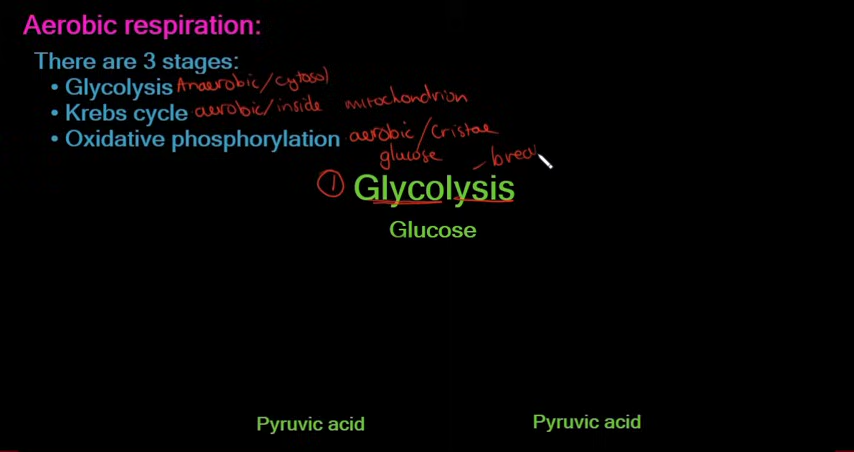 Aerobic respiration:
There are 3 stages:
• Glycolysis Anaerobic/cytosol
• Krebs cycle aerobic/inside mitochondrion
• Oxidative phosphorylation aerobic/Cristae
glucose – brea
① Glycolysis
Glucose
Pyruvic acid Pyruvic acid